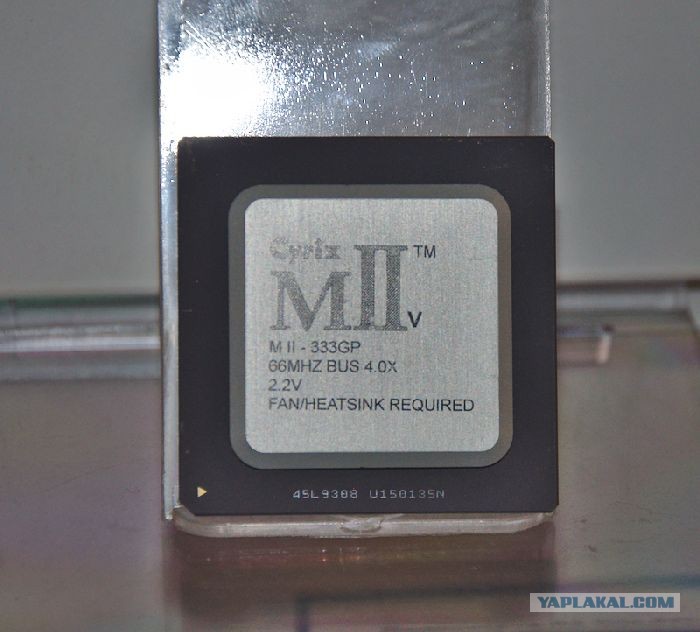 Cyrix
MII™
V
M II - 333GP
66MHZ BUS 4.0X
2.2V
FAN/HEATSINK REQUIRED
45L9308 U150135N
YAPLAKAL.COM